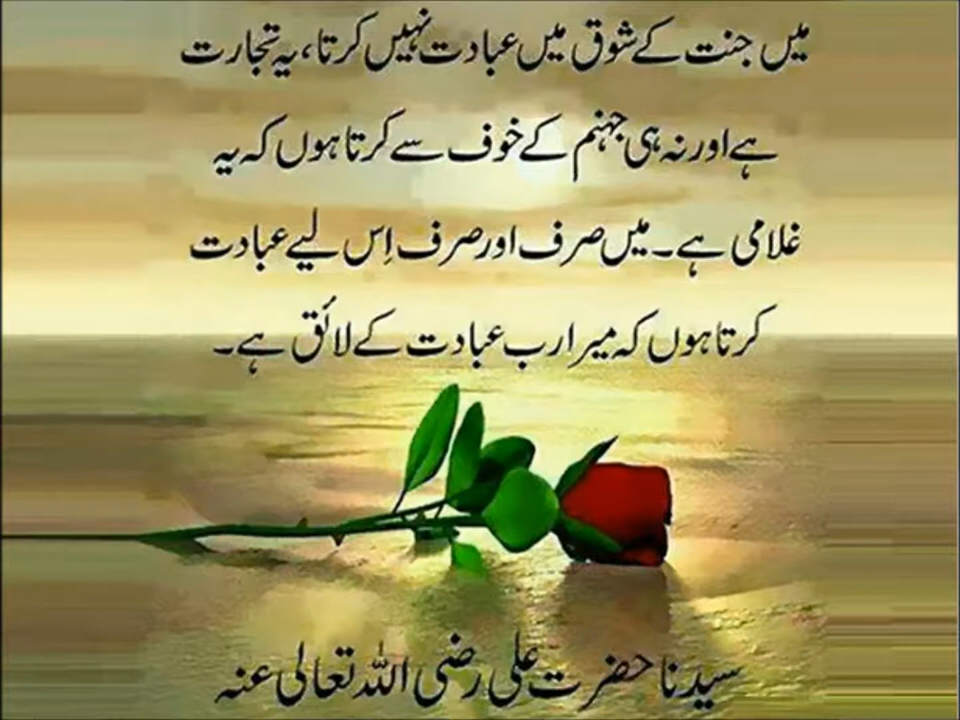 میں جنت کے شوق میں عبادت نہیں کرتا، یہ تجارت
ہے اور نہ ہی جہنم کے خوف سے کرتا ہوں کہ یہ
غلامی ہے۔ میں صرف اور صرف اِس لیے عبادت
کرتا ہوں کہ میرا رب عبادت کے لائق ہے۔
سیدنا حضرت علی رضی اللہ تعالی عنہ